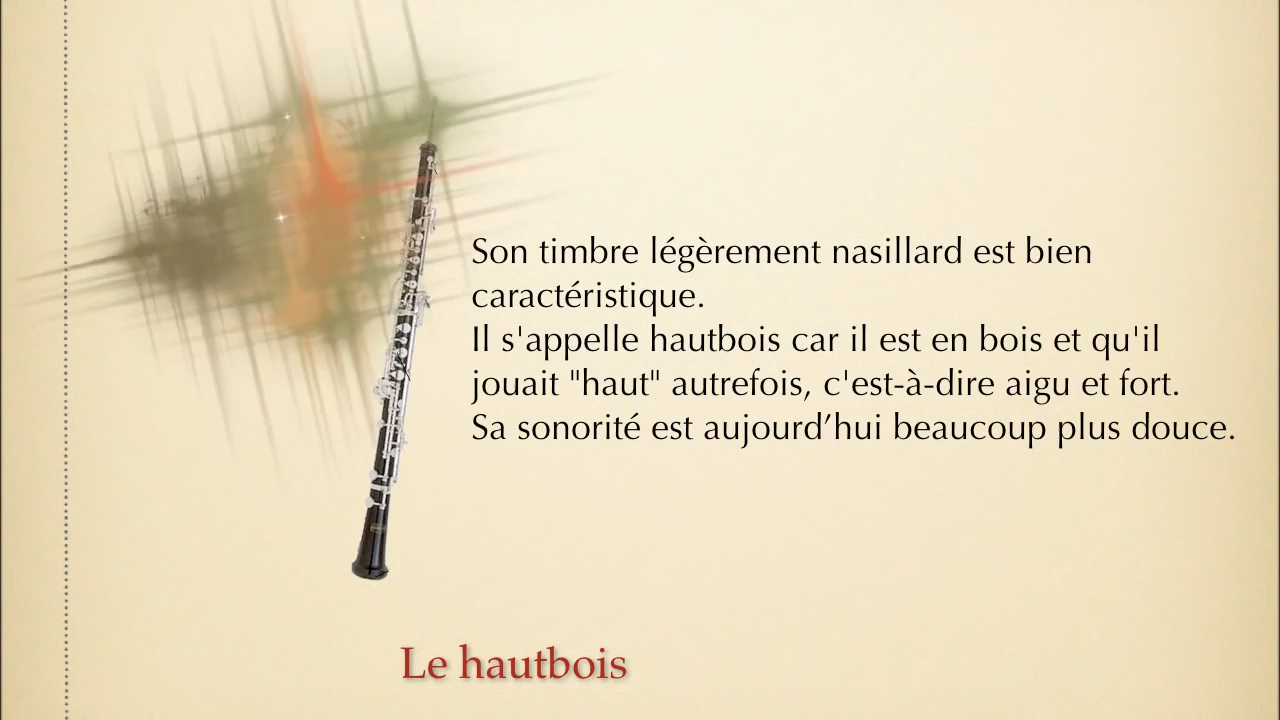 Son timbre légèrement nasillard est bien
caractéristique.
Il s'appelle hautbois car il est en bois et qu'il
jouait "haut" autrefois, c'est-à-dire aigu et fort.
Sa sonorité est aujourd’hui beaucoup plus douce.
Le hautbois